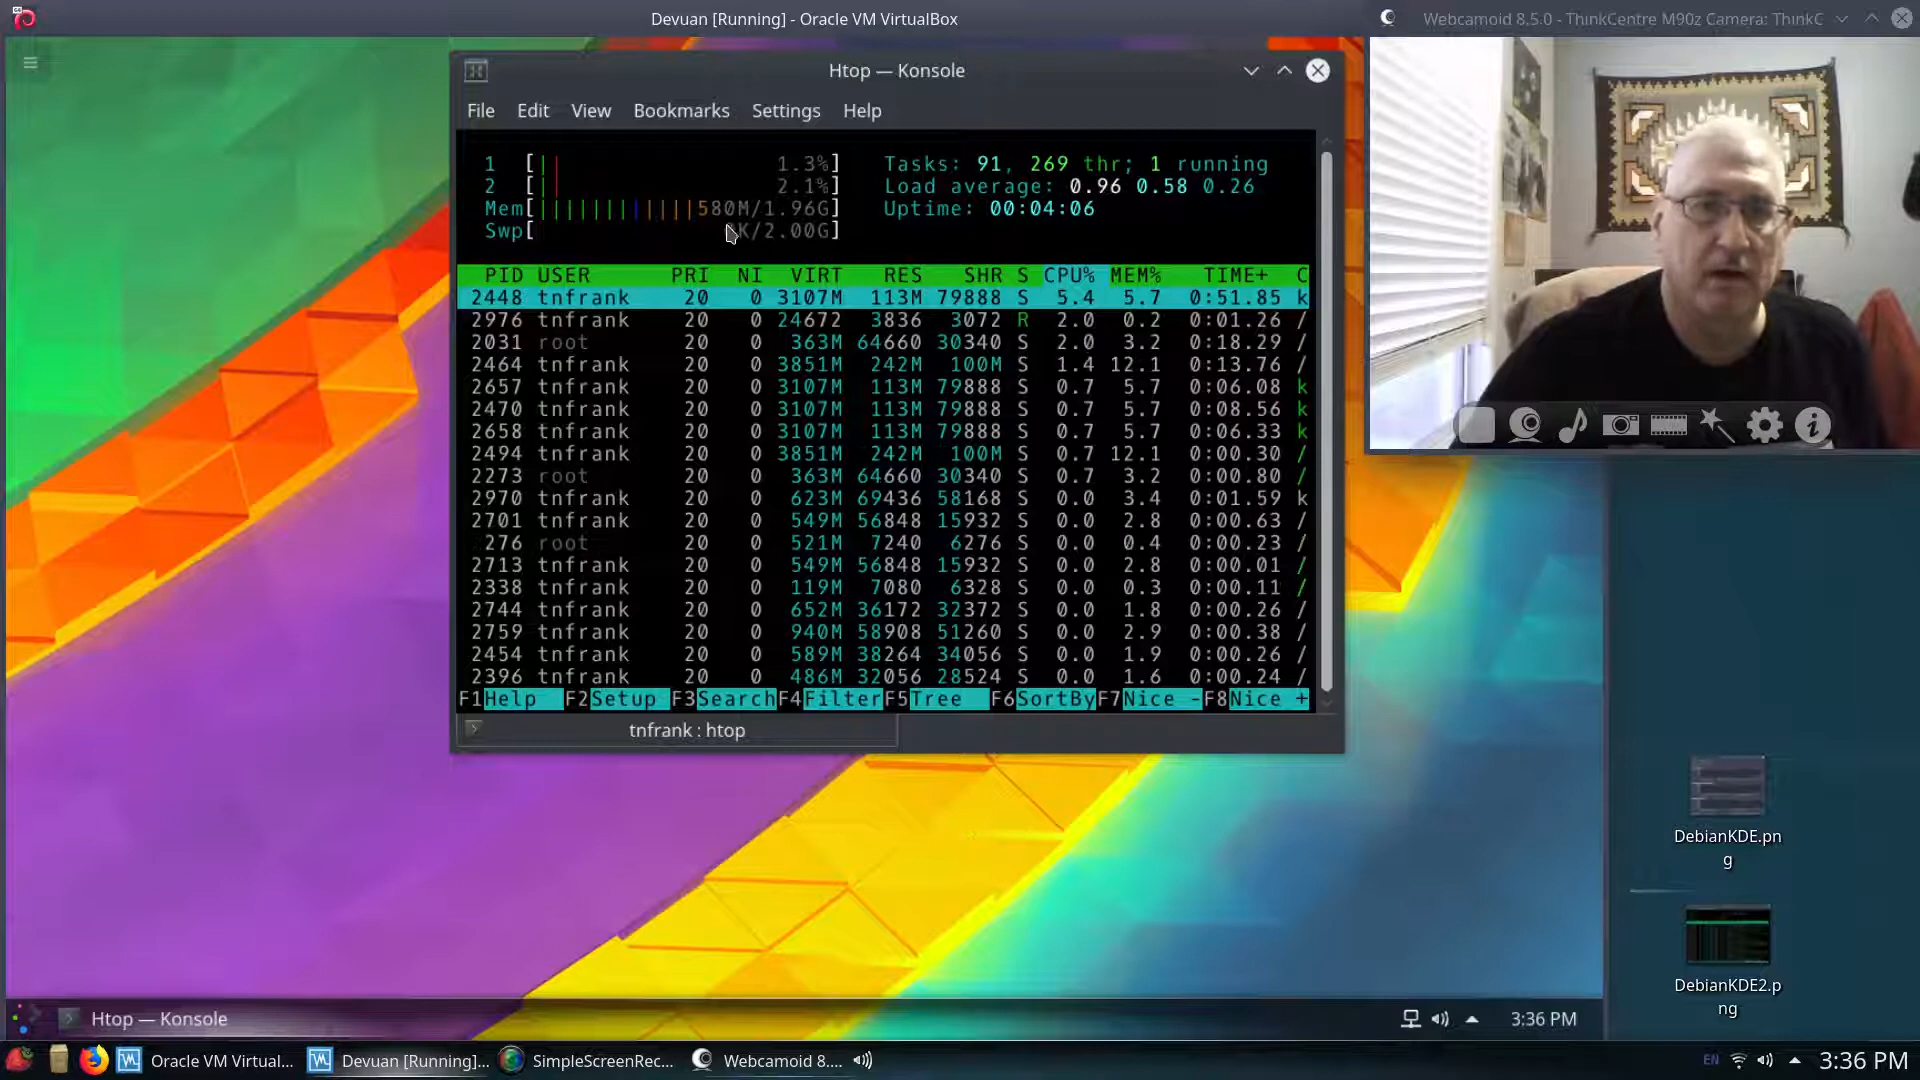 Devuan [Running] - Oracle VM VirtualBox
Webcamoid 8.5.0 - ThinkCentre M90z Camera: ThinkC
Htop — Konsole
File Edit View Bookmarks Settings Help
1 [|| 1.3%] Tasks: 91, 269 thr; 1 running
2 [|| 2.1%] Load average: 0.96 0.58 0.26
Mem[||||||||||||580M/1.96G] Uptime: 00:04:06
Swp[ K/2.00G]
PID USER PRI NI VIRT RES SHR S CPU% MEM% TIME+ C
2448 tnfrank 20 0 3107M 113M 79888 S 5.4 5.7 0:51.85 k
2976 tnfrank 20 0 24672 3836 3072 R 2.0 0.2 0:01.26 /
2031 root 20 0 363M 64660 30340 S 2.0 3.2 0:18.29 /
2464 tnfrank 20 0 3851M 242M 100M S 1.4 12.1 0:13.76 /
2657 tnfrank 20 0 3107M 113M 79888 S 0.7 5.7 0:06.08 k
2470 tnfrank 20 0 3107M 113M 79888 S 0.7 5.7 0:08.56 k
2658 tnfrank 20 0 3107M 113M 79888 S 0.7 5.7 0:06.33 k
2494 tnfrank 20 0 3851M 242M 100M S 0.7 12.1 0:00.30 /
2273 root 20 0 363M 64660 30340 S 0.7 3.2 0:00.80 /
2970 tnfrank 20 0 623M 69436 58168 S 0.0 3.4 0:01.59 k
2701 tnfrank 20 0 549M 56848 15932 S 0.0 2.8 0:00.63 /
276 root 20 0 521M 7240 6276 S 0.0 0.4 0:00.23 /
2713 tnfrank 20 0 549M 56848 15932 S 0.0 2.8 0:00.01 /
2338 tnfrank 20 0 119M 7080 6328 S 0.0 0.3 0:00.11 /
2744 tnfrank 20 0 652M 36172 32372 S 0.0 1.8 0:00.26 /
2759 tnfrank 20 0 940M 58908 51260 S 0.0 2.9 0:00.38 /
2454 tnfrank 20 0 589M 38264 34056 S 0.0 1.9 0:00.26 /
2396 tnfrank 20 0 486M 32056 28524 S 0.0 1.6 0:00.24 /
F1Help F2Setup F3SearchF4FilterF5Tree F6SortByF7Nice -F8Nice +
tnfrank : htop
DebianKDE.pn
g
DebianKDE2.p
ng
Htop — Konsole
3:36 PM
Oracle VM Virtual... Devuan [Running]... SimpleScreenRec... Webcamoid 8....
EN 3:36 PM